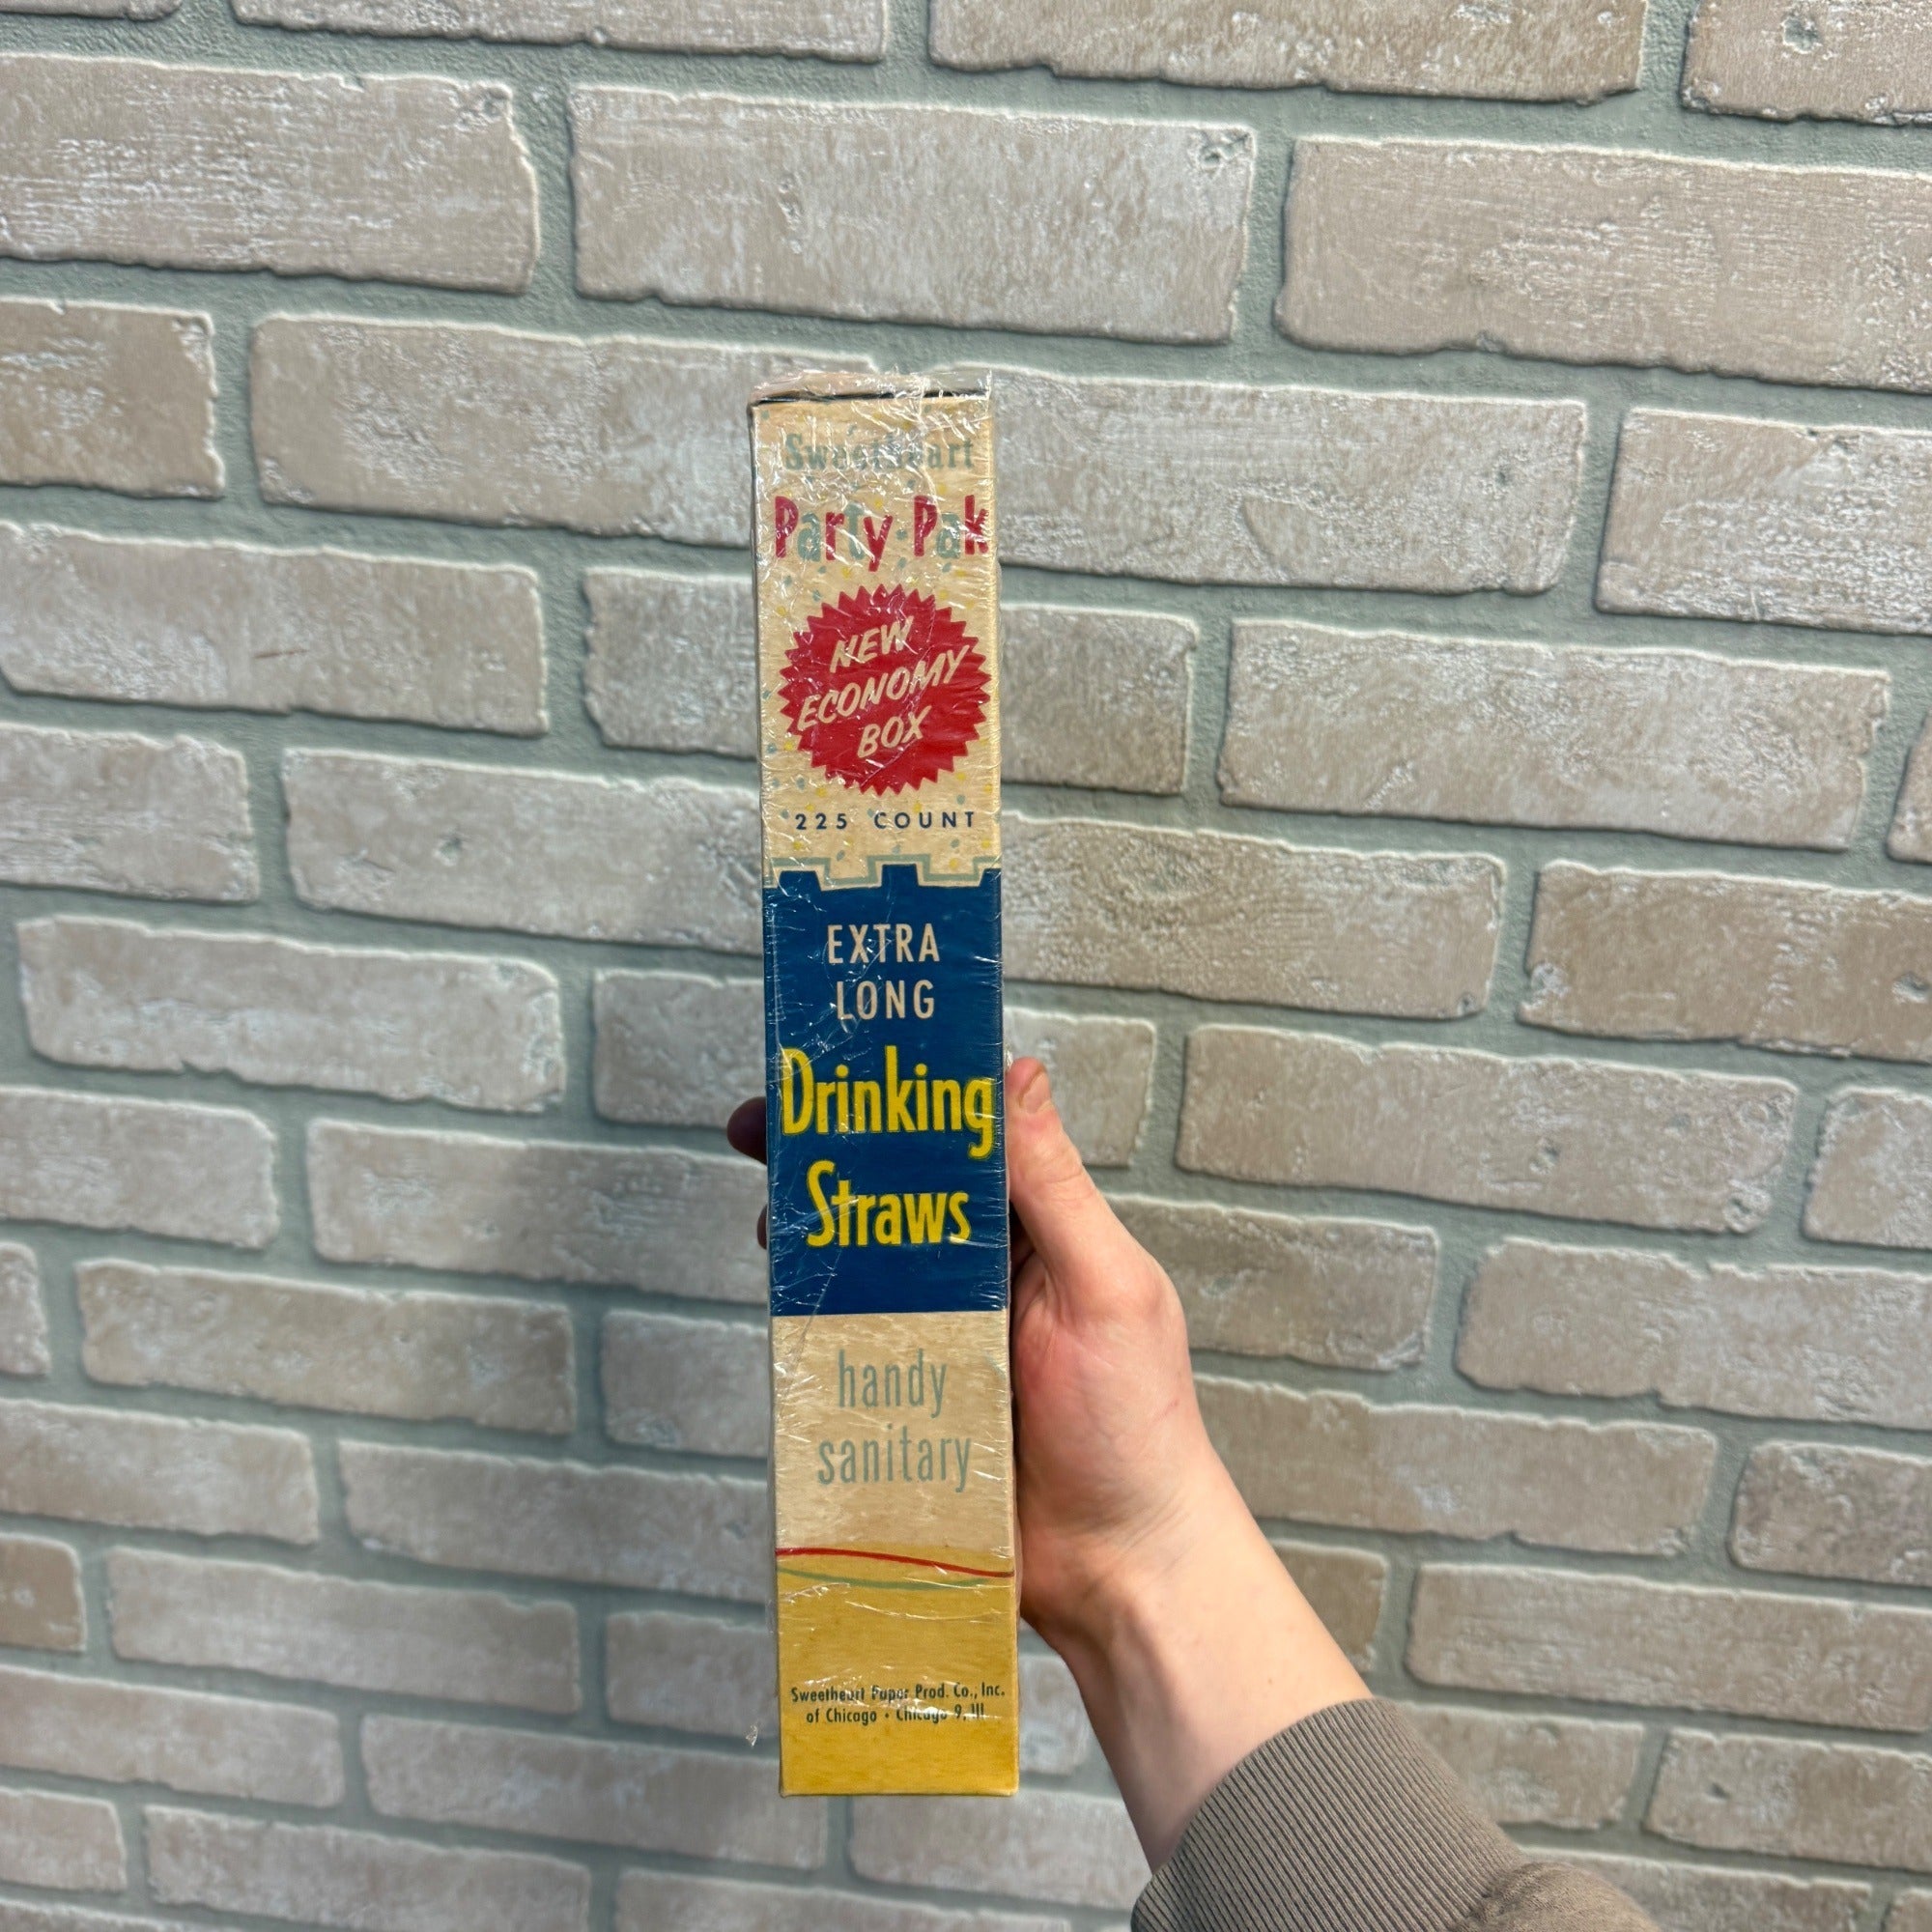 Sweetheart
Party-Pak
NEW
ECONOMY
BOX
225 COUNT
EXTRA
LONG
Drinking
Straws
handy
sanitary
Sweetheart Paper Prod. Co., Inc.
of Chicago • Chicago 9, Ill.